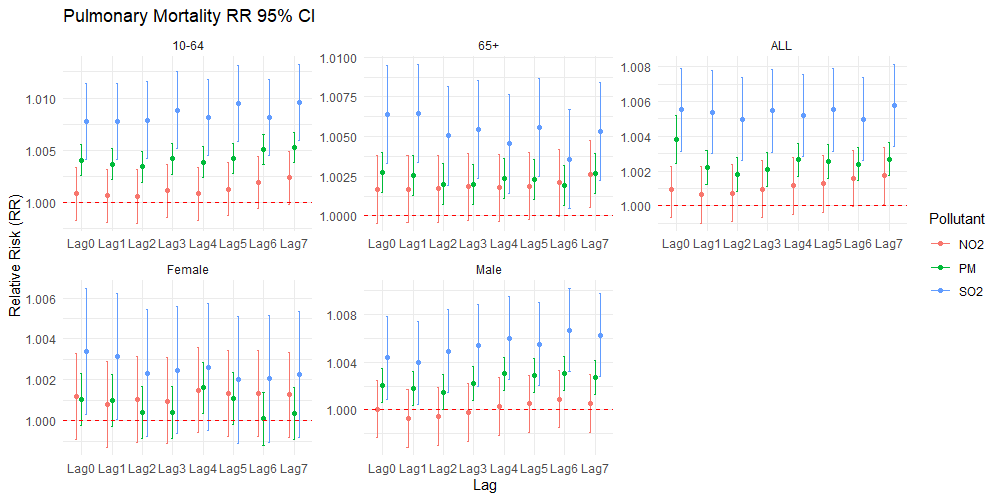 Pulmonary Mortality RR 95% CI
10-64
65+
ALL
1.010
1.005
1.000
1.0100
1.0075
1.0050
1.0025
1.0000
1.008
1.006
1.004
1.002
1.000
Lag0 Lag1 Lag2 Lag3 Lag4 Lag5 Lag6 Lag7
Lag0 Lag1 Lag2 Lag3 Lag4 Lag5 Lag6 Lag7
Lag0 Lag1 Lag2 Lag3 Lag4 Lag5 Lag6 Lag7
Relative Risk (RR)
Female
Male
1.006
1.004
1.002
1.000
1.008
1.004
1.000
Lag0 Lag1 Lag2 Lag3 Lag4 Lag5 Lag6 Lag7
Lag0 Lag1 Lag2 Lag3 Lag4 Lag5 Lag6 Lag7
Lag
Pollutant
NO2
PM
SO2